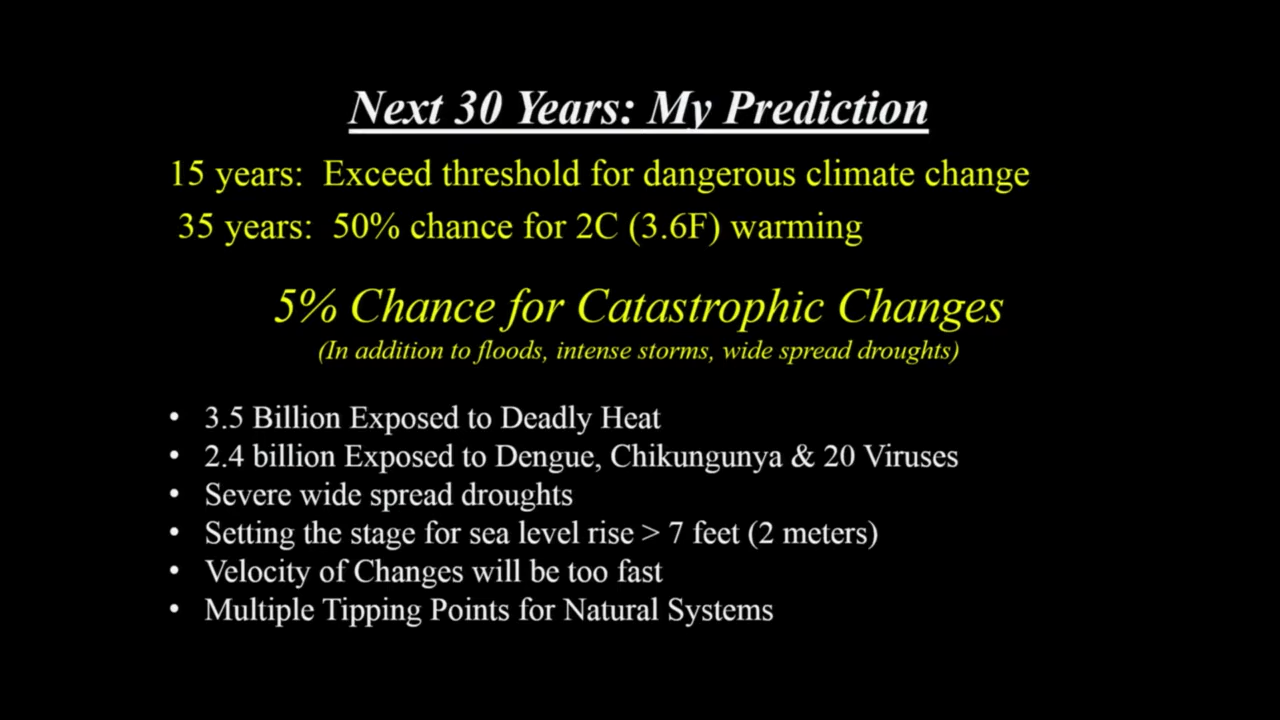 Next 30 Years: My Prediction
15 years: Exceed threshold for dangerous climate change
35 years: 50% chance for 2C (3.6F) warming
5% Chance for Catastrophic Changes
(In addition to floods, intense storms, wide spread droughts)
• 3.5 Billion Exposed to Deadly Heat
• 2.4 billion Exposed to Dengue, Chikungunya & 20 Viruses
• Severe wide spread droughts
• Setting the stage for sea level rise > 7 feet (2 meters)
• Velocity of Changes will be too fast
• Multiple Tipping Points for Natural Systems